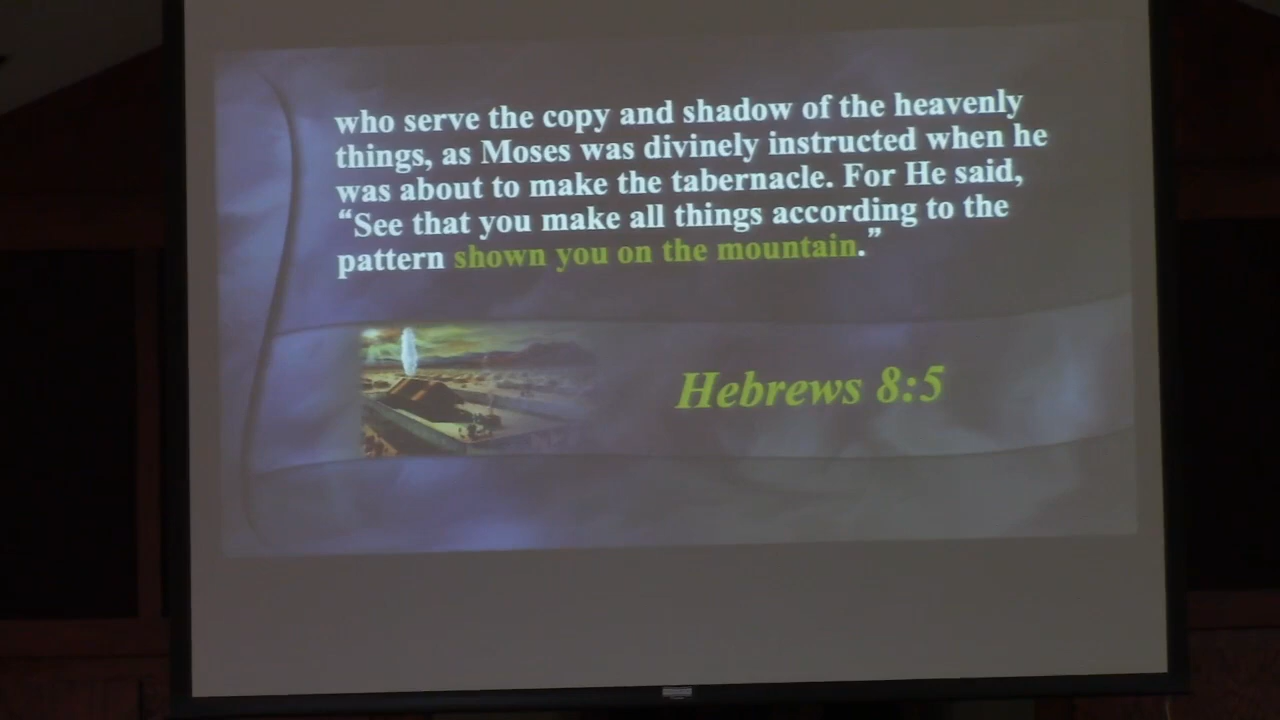 who serve the copy and shadow of the heavenly
things, as Moses was divinely instructed when he
was about to make the tabernacle. For He said,
“See that you make all things according to the
pattern shown you on the mountain.”
Hebrews 8:5